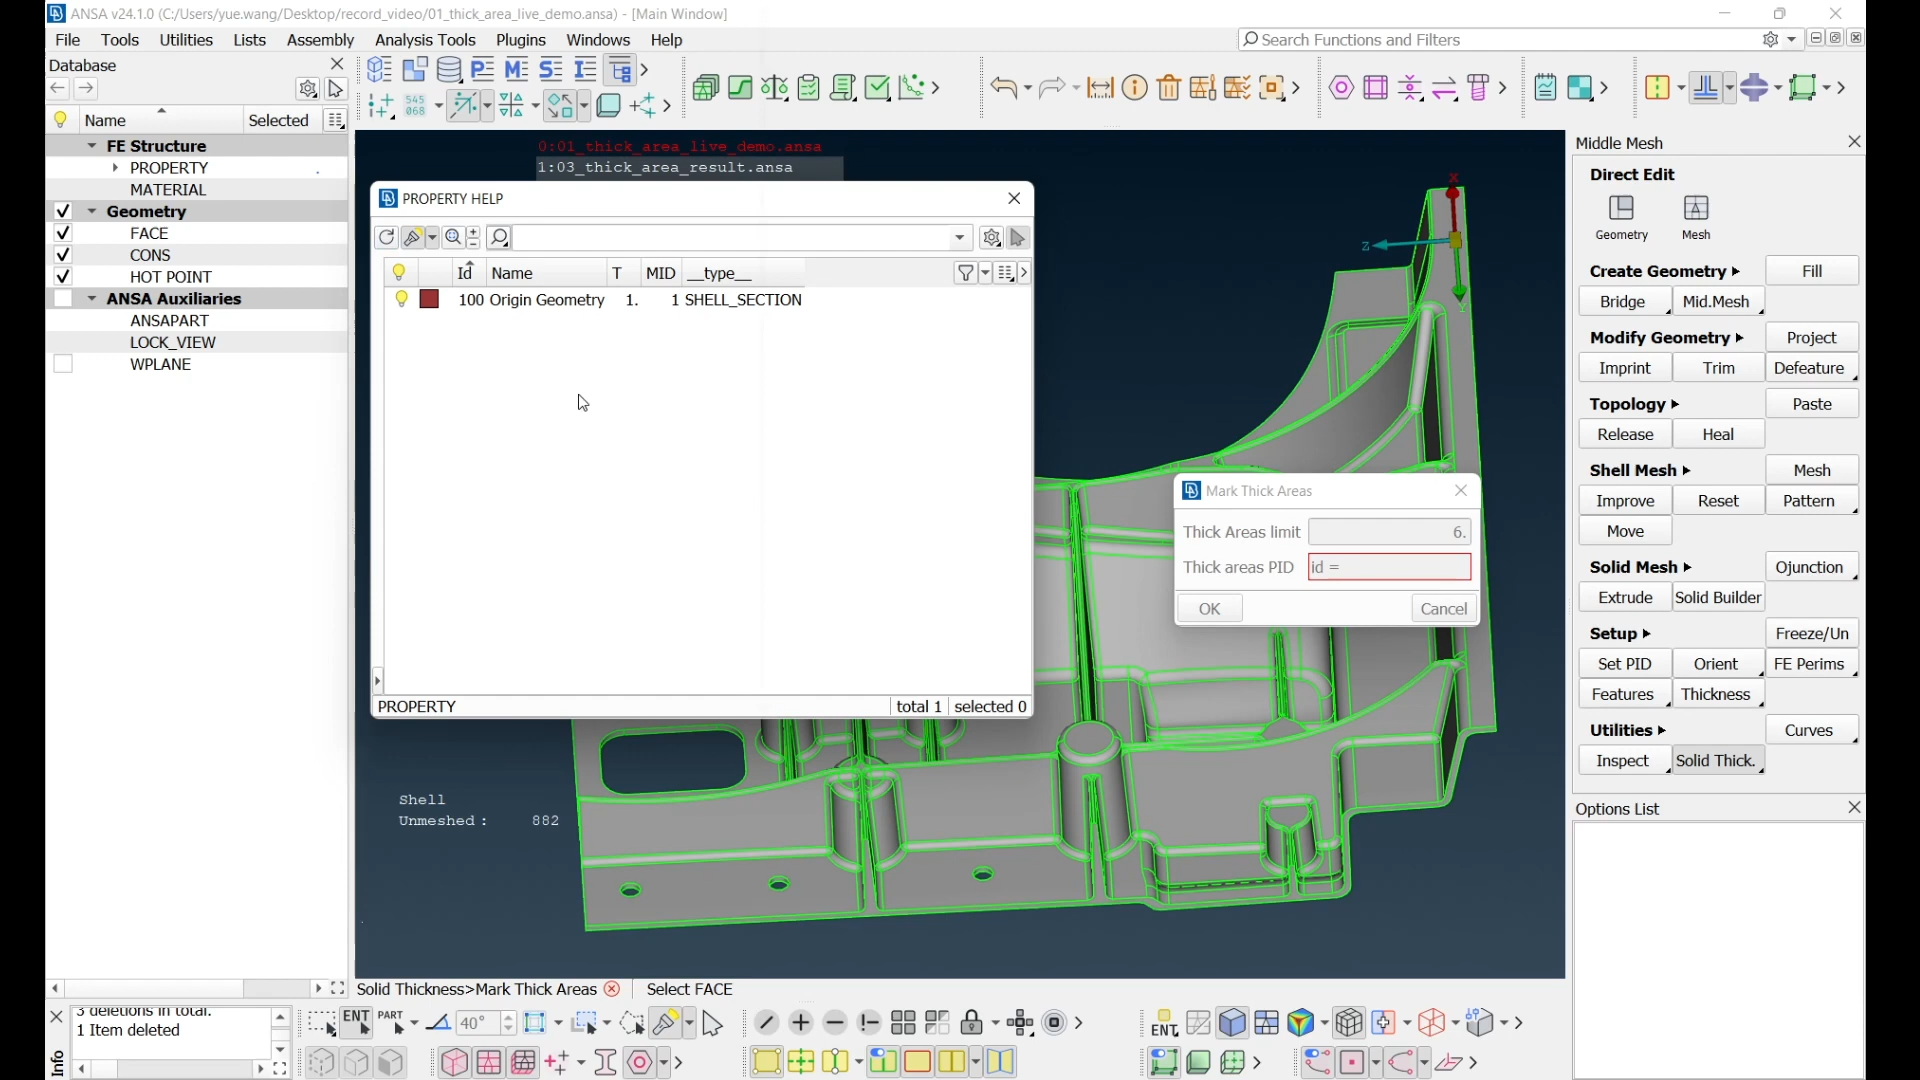 ANSA v24.1.0 (C:/Users/yue.wang/Desktop/record_video/01_thick_area_live_demo.ansa) - [Main Window]
File Tools Utilities Lists Assembly Analysis Tools Plugins Windows Help
Search Functions and Filters
Database
Name Selected
FE Structure
PROPERTY .
MATERIAL
Geometry
FACE
CONS
HOT POINT
ANSA Auxiliaries
ANSAPART
LOCK_VIEW
WPLANE
0:01_thick_area_live_demo.ansa
1:03_thick_area_result.ansa
PROPERTY HELP
Id Name T MID __type__
100 Origin Geometry 1. 1 SHELL_SECTION
PROPERTY total 1 selected 0
Mark Thick Areas
Thick Areas limit 6.
Thick areas PID id =
OK Cancel
X
Z
Y
Shell
Unmeshed : 882
Middle Mesh
Direct Edit
Geometry Mesh
Create Geometry Fill
Bridge Mid.Mesh
Modify Geometry Project
Imprint Trim Defeature
Topology Paste
Release Heal
Shell Mesh Mesh
Improve Reset Pattern
Move
Solid Mesh Ojunction
Extrude Solid Builder
Setup Freeze/Un
Set PID Orient FE Perims
Features Thickness
Utilities Curves
Inspect Solid Thick.
Options List
Solid Thickness>Mark Thick Areas Select FACE
3 deletions in total.
1 Item deleted
Info
ENT PART 40°
ENT
545
068
P M S I